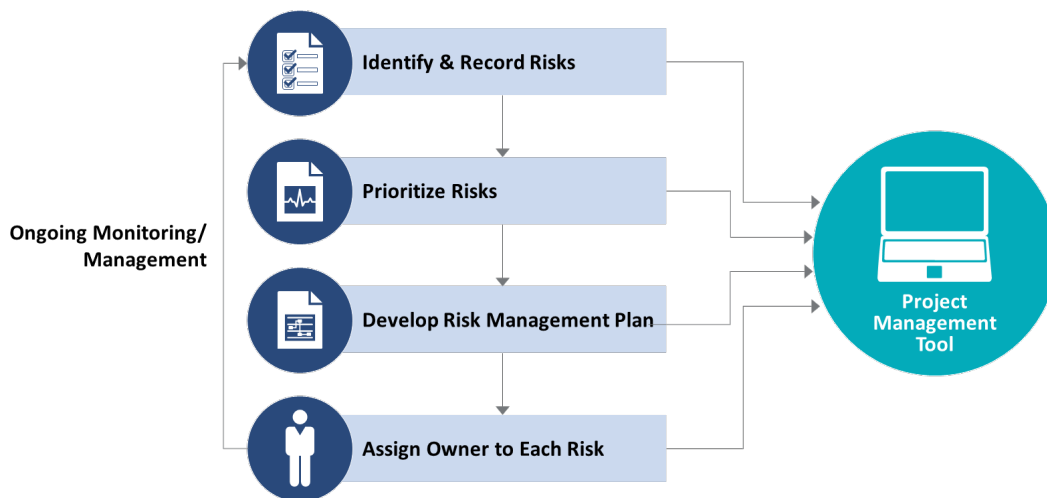 Identify & Record Risks
Prioritize Risks
Ongoing Monitoring/
Management
Develop Risk Management Plan
Assign Owner to Each Risk
Project
Management
Tool